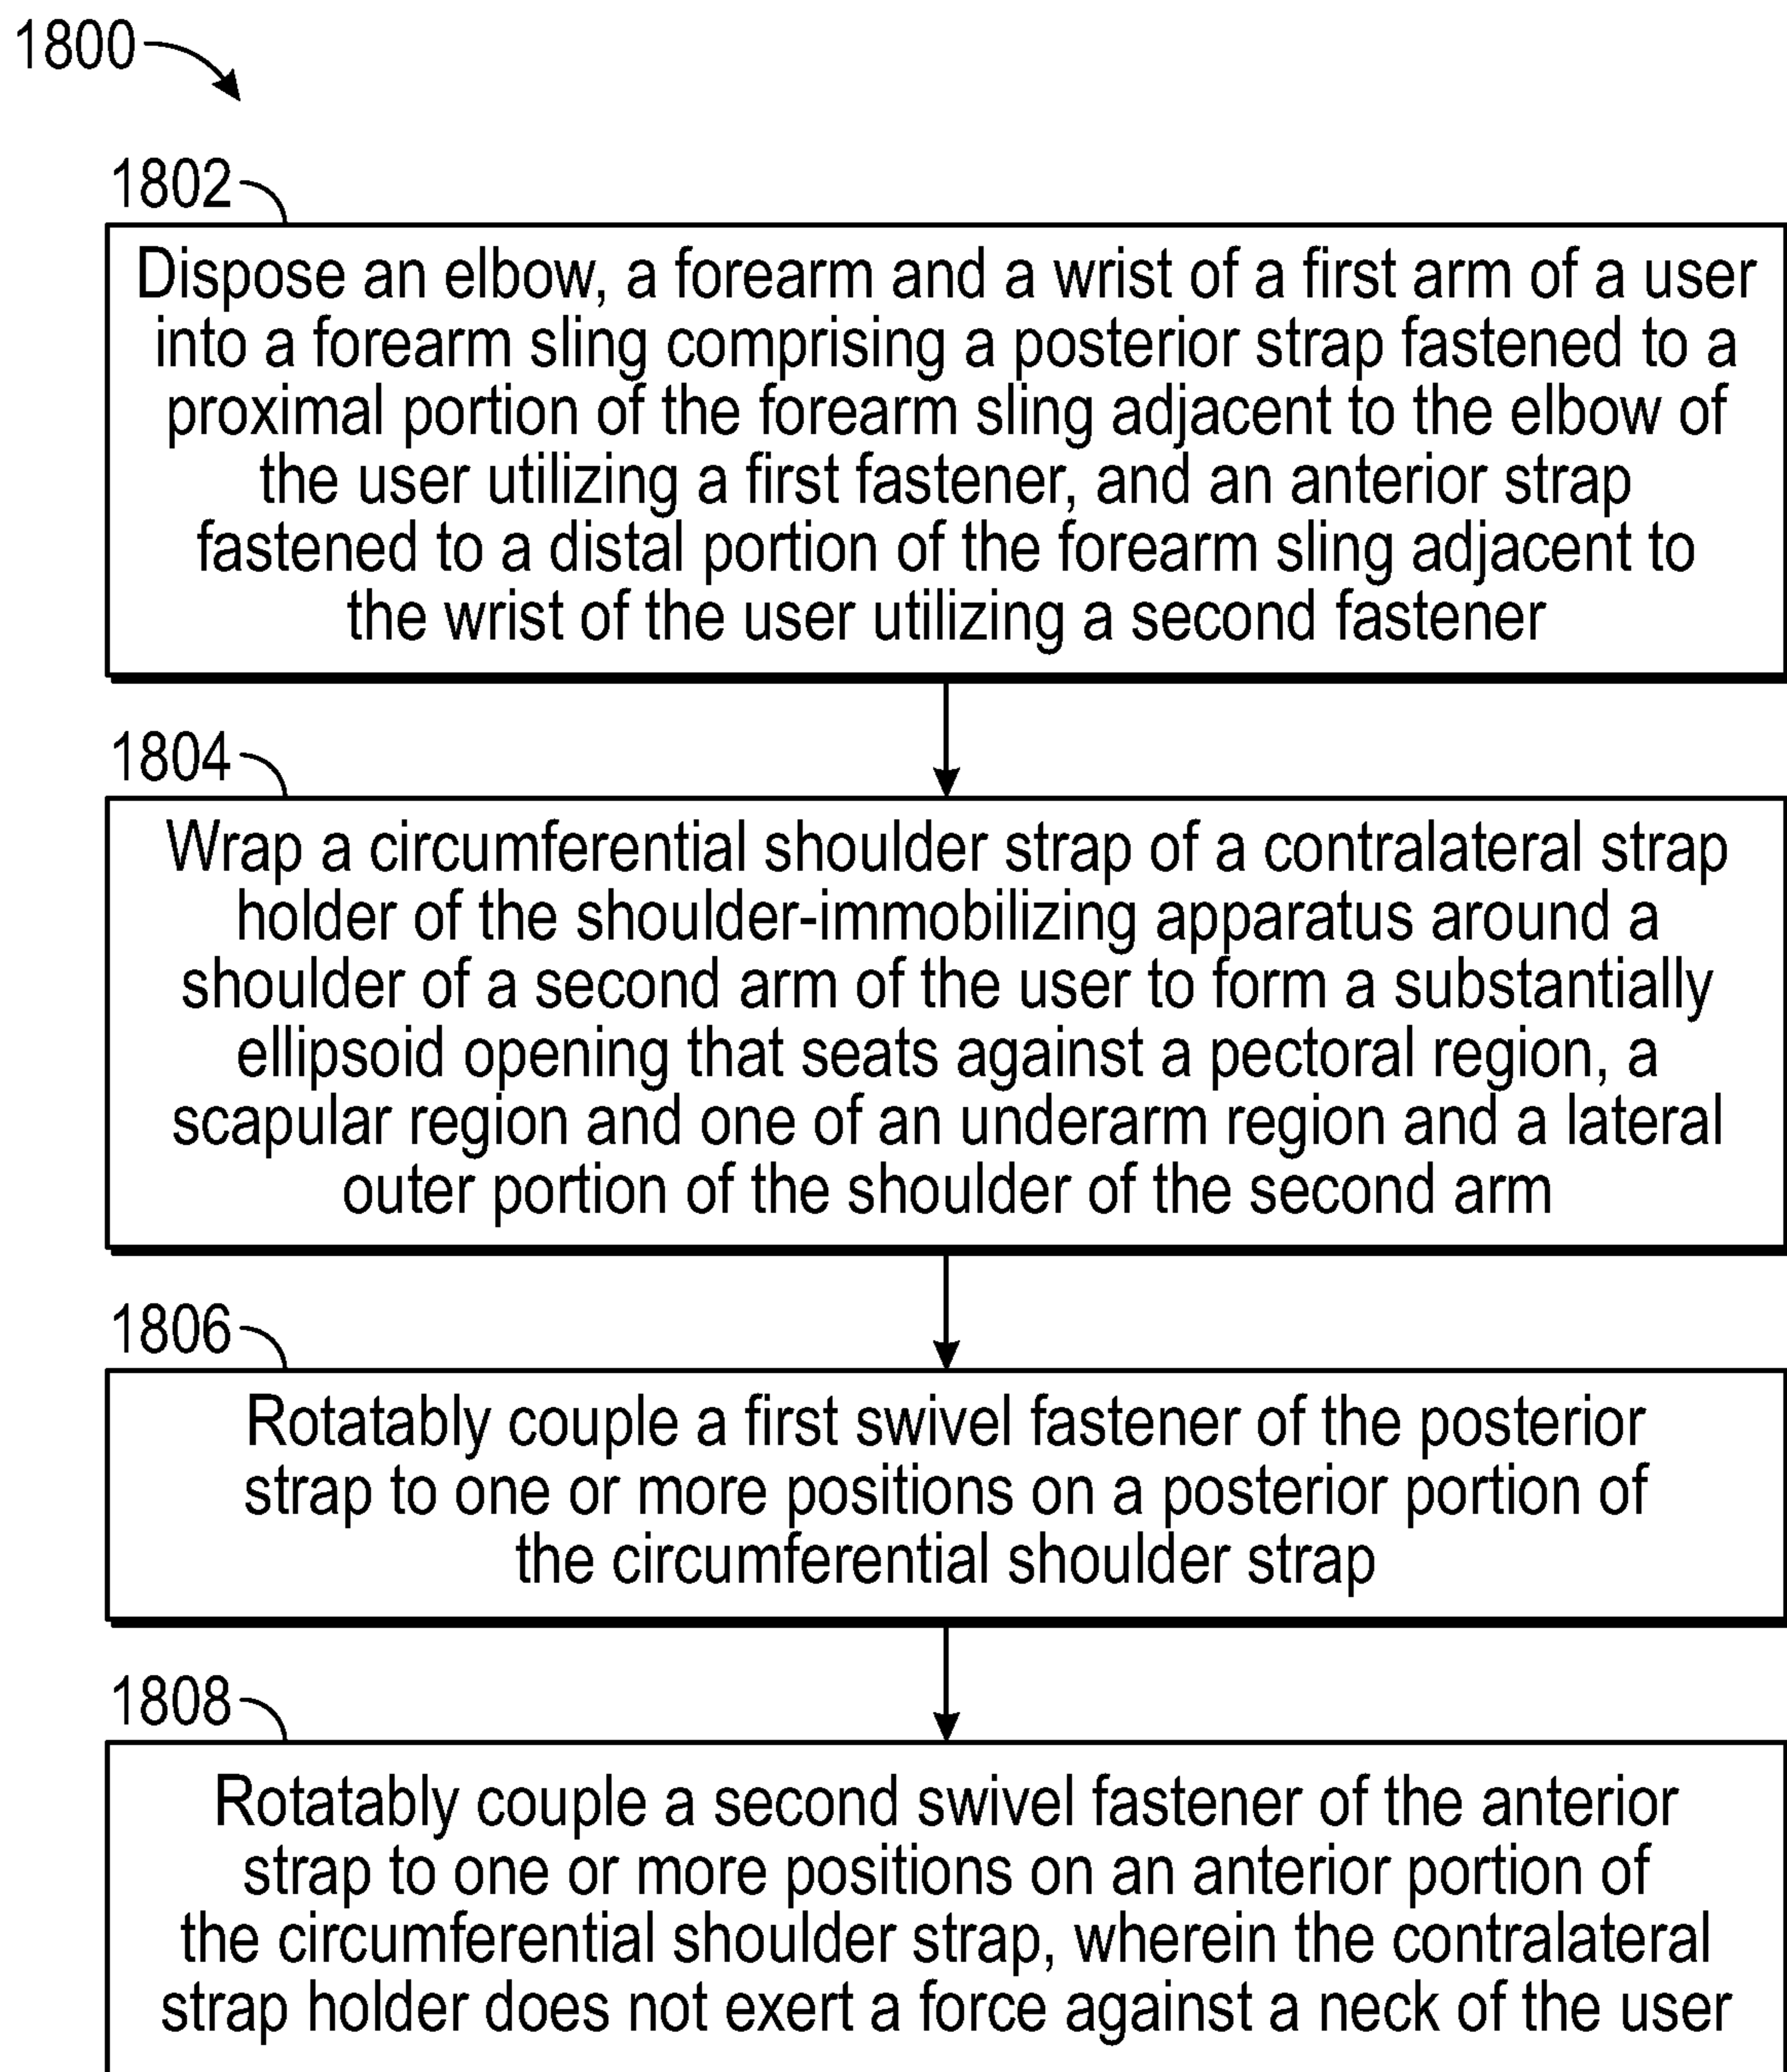 1800
1802
Dispose an elbow, a forearm and a wrist of a first arm of a user
into a forearm sling comprising a posterior strap fastened to a
proximal portion of the forearm sling adjacent to the elbow of
the user utilizing a first fastener, and an anterior strap
fastened to a distal portion of the forearm sling adjacent to
the wrist of the user utilizing a second fastener
1804
Wrap a circumferential shoulder strap of a contralateral strap
holder of the shoulder-immobilizing apparatus around a
shoulder of a second arm of the user to form a substantially
ellipsoid opening that seats against a pectoral region, a
scapular region and one of an underarm region and a lateral
outer portion of the shoulder of the second arm
1806
Rotatably couple a first swivel fastener of the posterior
strap to one or more positions on a posterior portion of
the circumferential shoulder strap
1808
Rotatably couple a second swivel fastener of the anterior
strap to one or more positions on an anterior portion of
the circumferential shoulder strap, wherein the contralateral
strap holder does not exert a force against a neck of the user